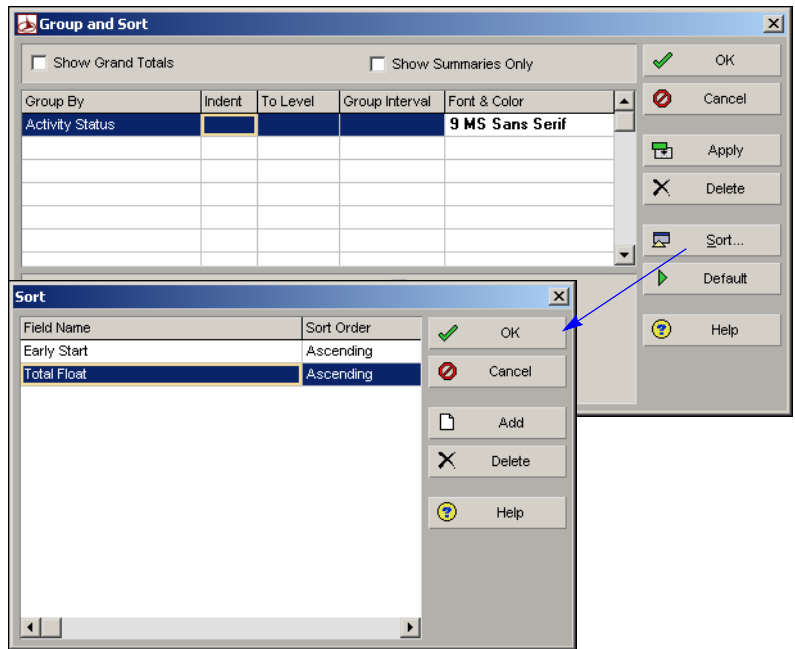 Group and Sort
Show Grand Totals Show Summaries Only
Group By Indent To Level Group Interval Font & Color
Activity Status 9 MS Sans Serif
OK
Cancel
Apply
Delete
Sort...
Default
Help
Sort
Field Name Sort Order
Early Start Ascending
Total Float Ascending
OK
Cancel
Add
Delete
Help